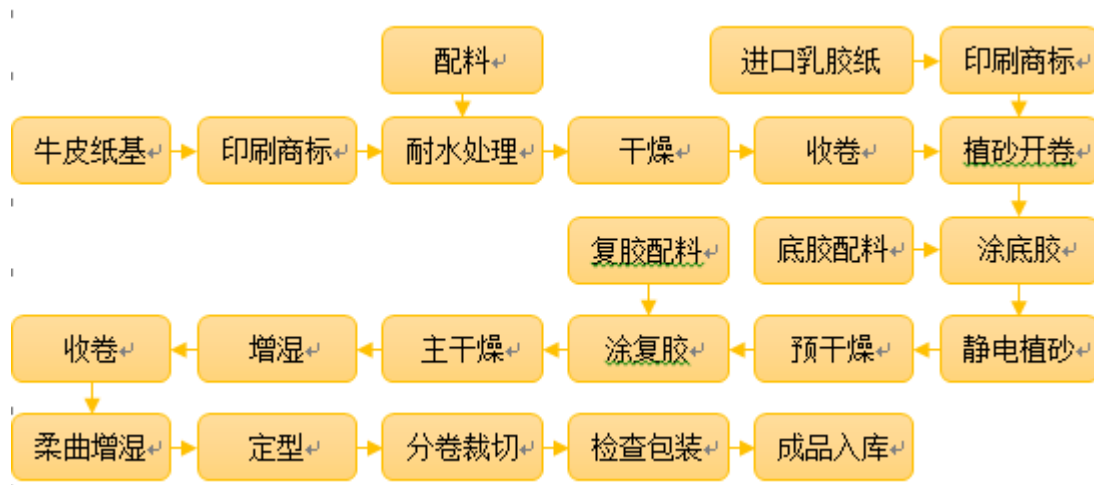 配料
进口乳胶纸
印刷商标
牛皮纸基
印刷商标
耐水处理
干燥
收卷
植砂开卷
复胶配料
底胶配料
涂底胶
收卷
增湿
主干燥
涂复胶
预干燥
静电植砂
柔曲增湿
定型
分卷裁切
检查包装
成品入库